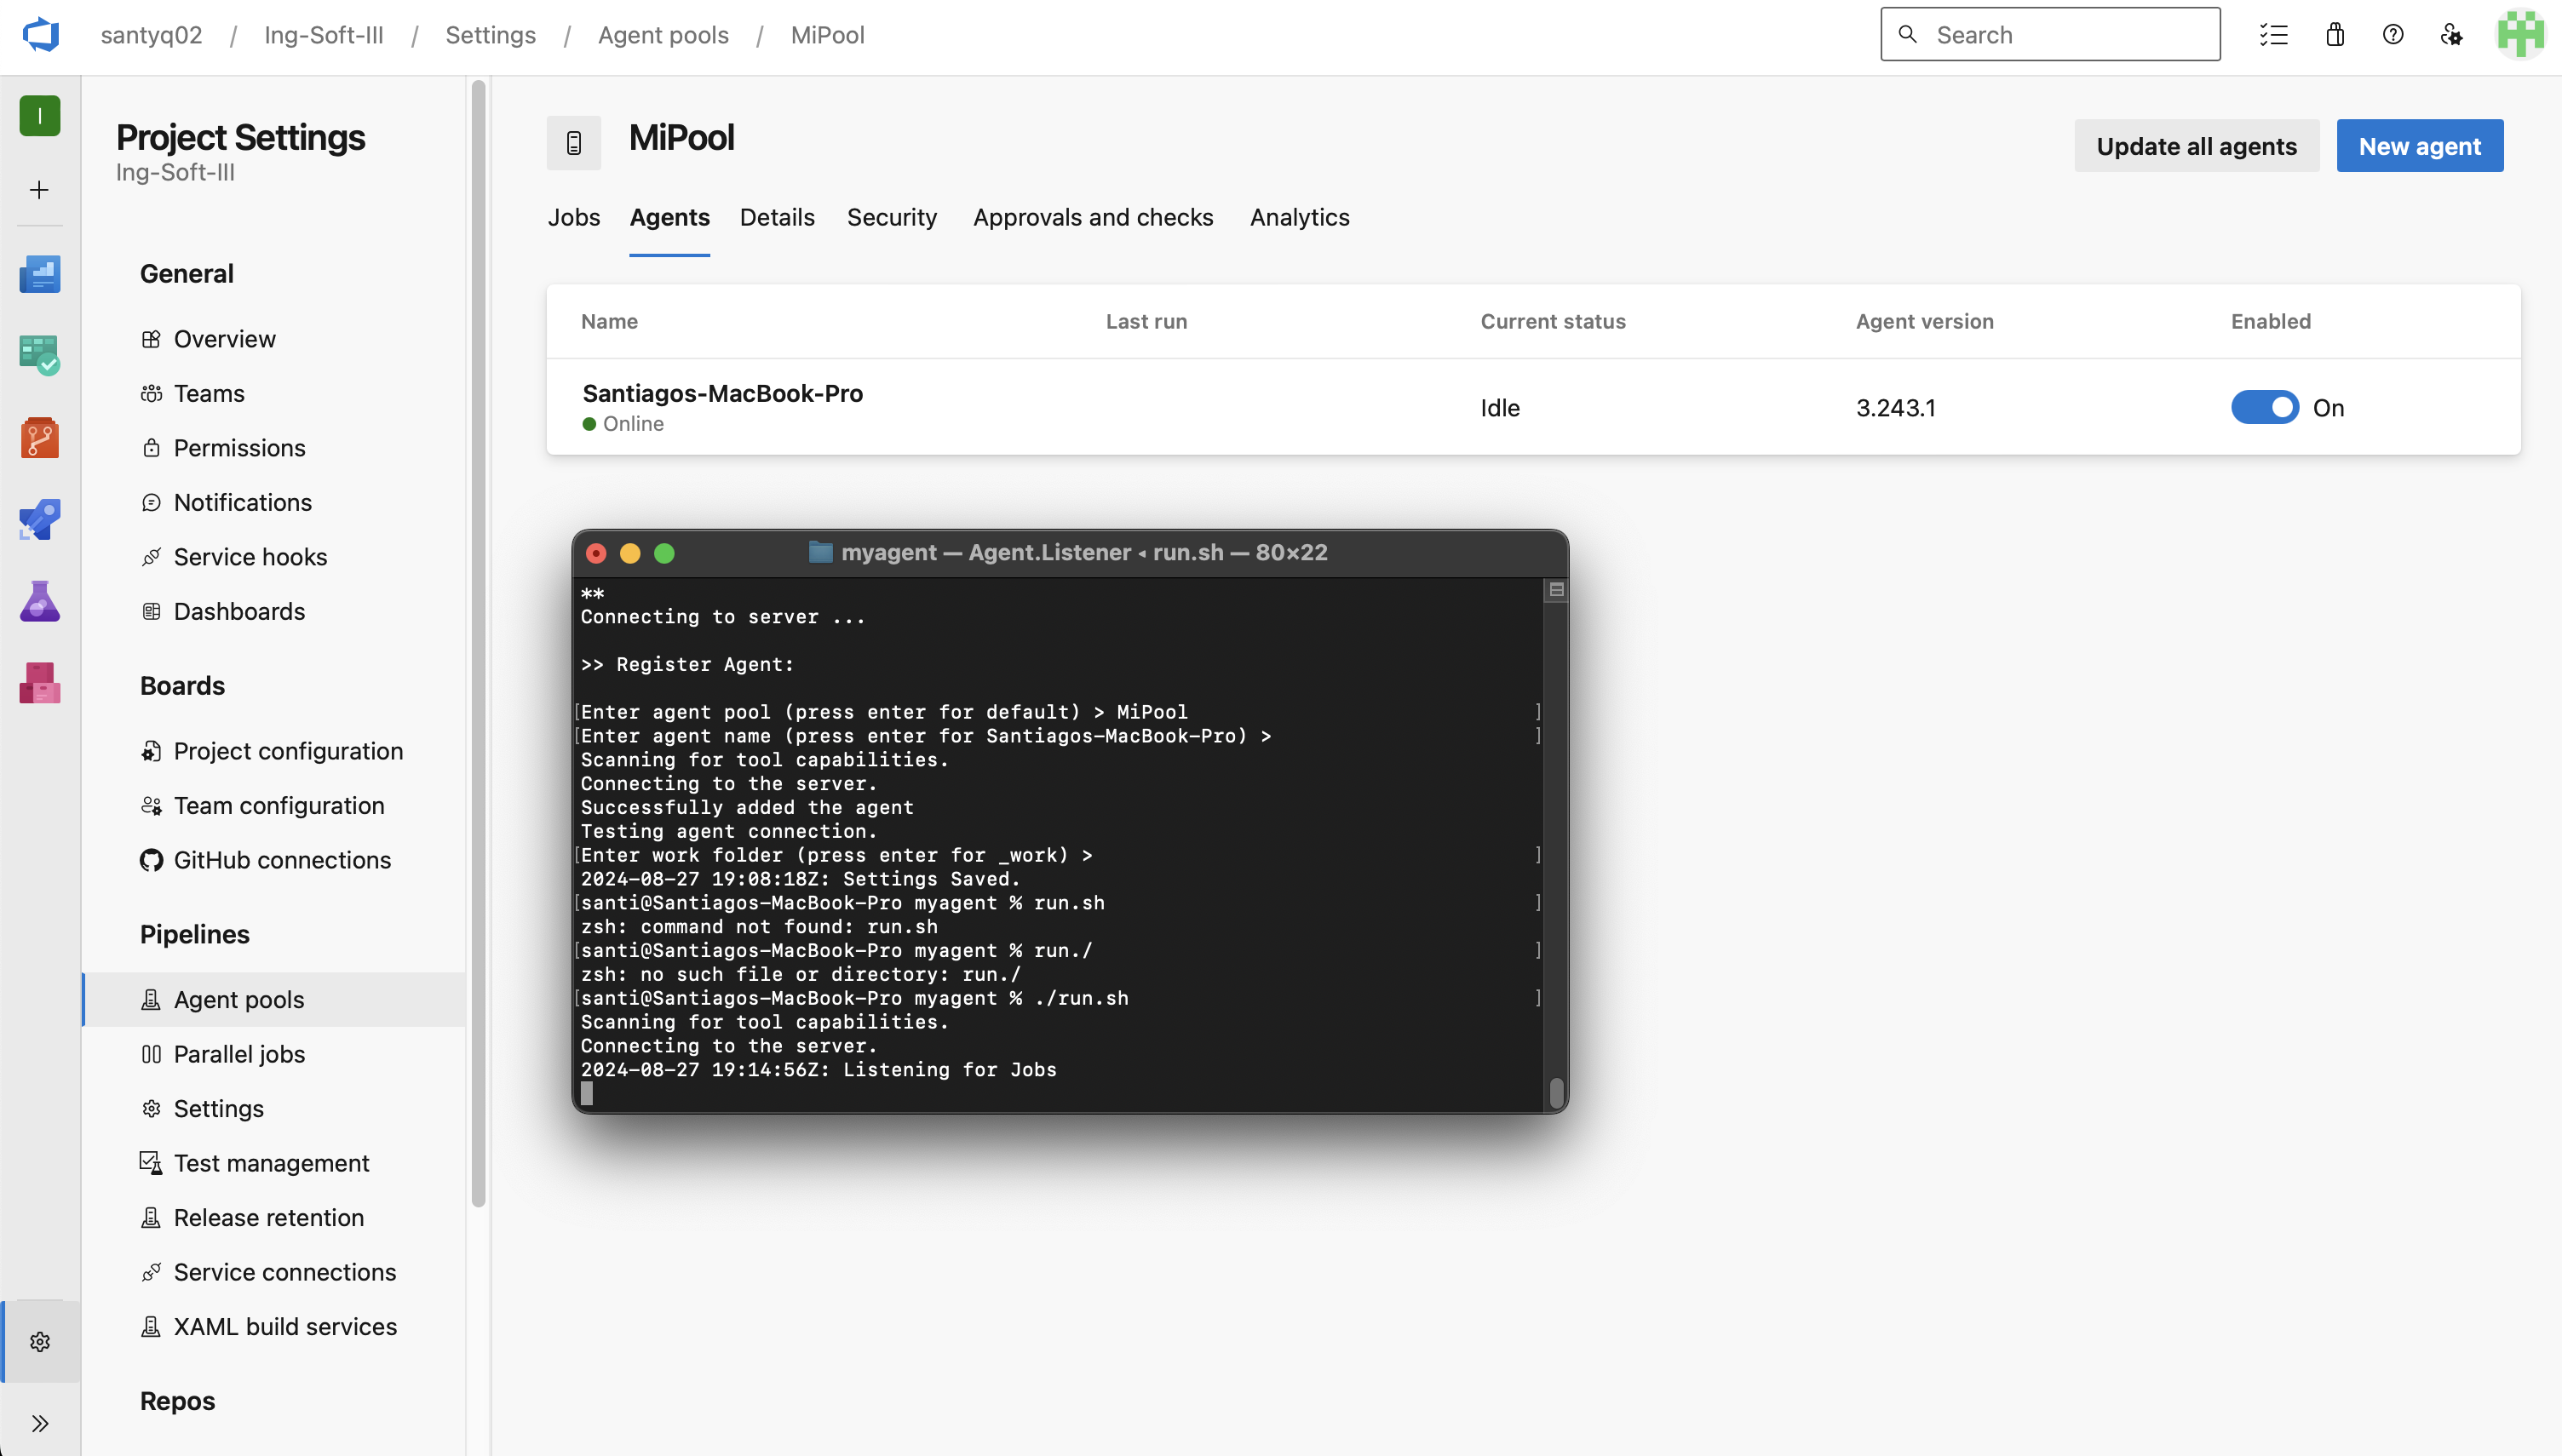 santyq02 / Ing-Soft-III / Settings / Agent pools / MiPool
Search
I
Project Settings
Ing-Soft-III
General
Overview
Teams
Permissions
Notifications
Service hooks
Dashboards
Boards
Project configuration
Team configuration
GitHub connections
Pipelines
Agent pools
Parallel jobs
Settings
Test management
Release retention
Service connections
XAML build services
Repos
MiPool
Update all agents
New agent
Jobs Agents Details Security Approvals and checks Analytics
Name Last run Current status Agent version Enabled
Santiagos-MacBook-Pro
Online
Idle
3.243.1
On
myagent — Agent.Listener ◂ run.sh — 80×22
**
Connecting to server ...
>> Register Agent:
[Enter agent pool (press enter for default) > MiPool ]
[Enter agent name (press enter for Santiagos-MacBook-Pro) > ]
Scanning for tool capabilities.
Connecting to the server.
Successfully added the agent
Testing agent connection.
[Enter work folder (press enter for _work) > ]
2024-08-27 19:08:18Z: Settings Saved.
[santi@Santiagos-MacBook-Pro myagent % run.sh ]
zsh: command not found: run.sh
[santi@Santiagos-MacBook-Pro myagent % run./ ]
zsh: no such file or directory: run./
[santi@Santiagos-MacBook-Pro myagent % ./run.sh ]
Scanning for tool capabilities.
Connecting to the server.
2024-08-27 19:14:56Z: Listening for Jobs